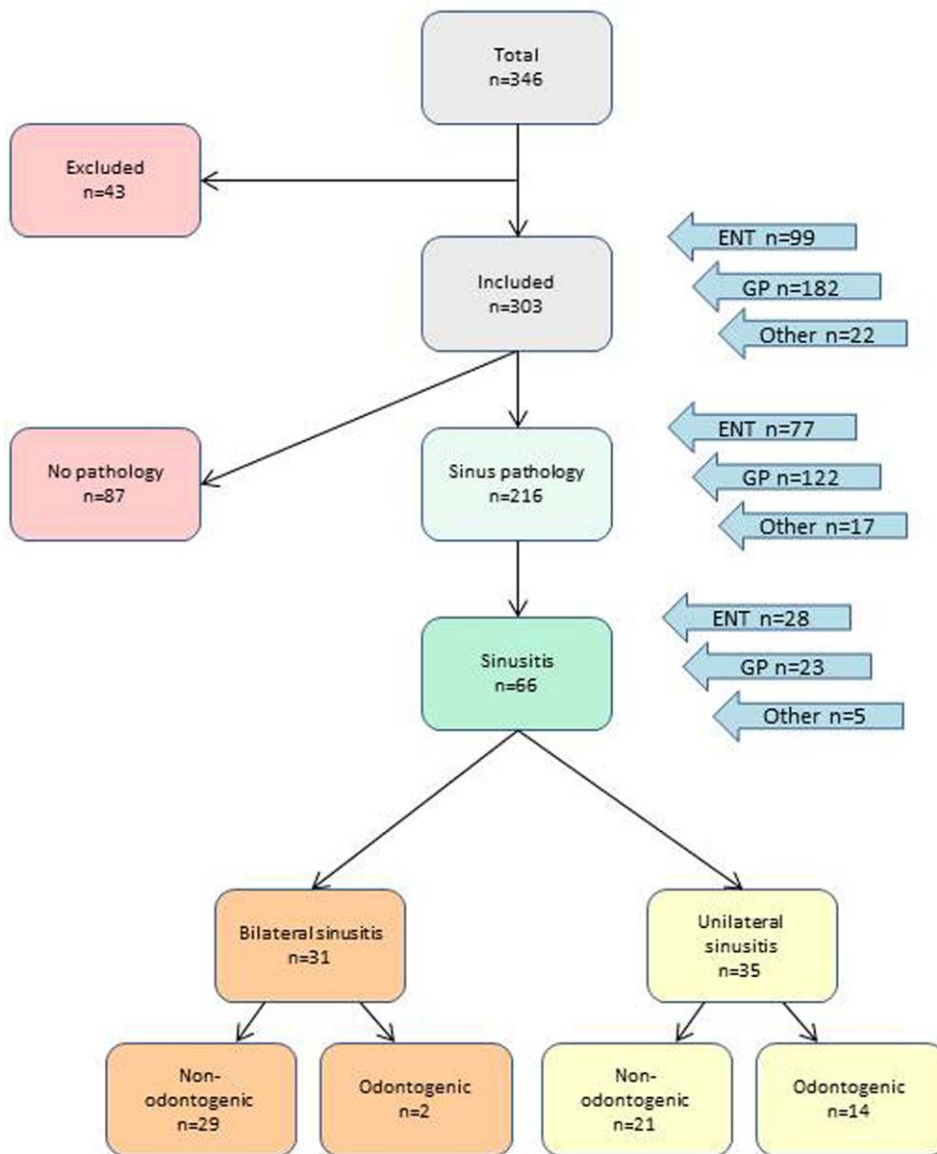 Total
n=346
Excluded
n=43
Included
n=303
ENT n=99
GP n=182
Other n=22
No pathology
n=87
Sinus pathology
n=216
ENT n=77
GP n=122
Other n=17
Sinusitis
n=66
ENT n=28
GP n=23
Other n=5
Bilateral sinusitis
n=31
Unilateral
sinusitis
n=35
Non-
odontogenic
n=29
Odontogenic
n=2
Non-
odontogenic
n=21
Odontogenic
n=14